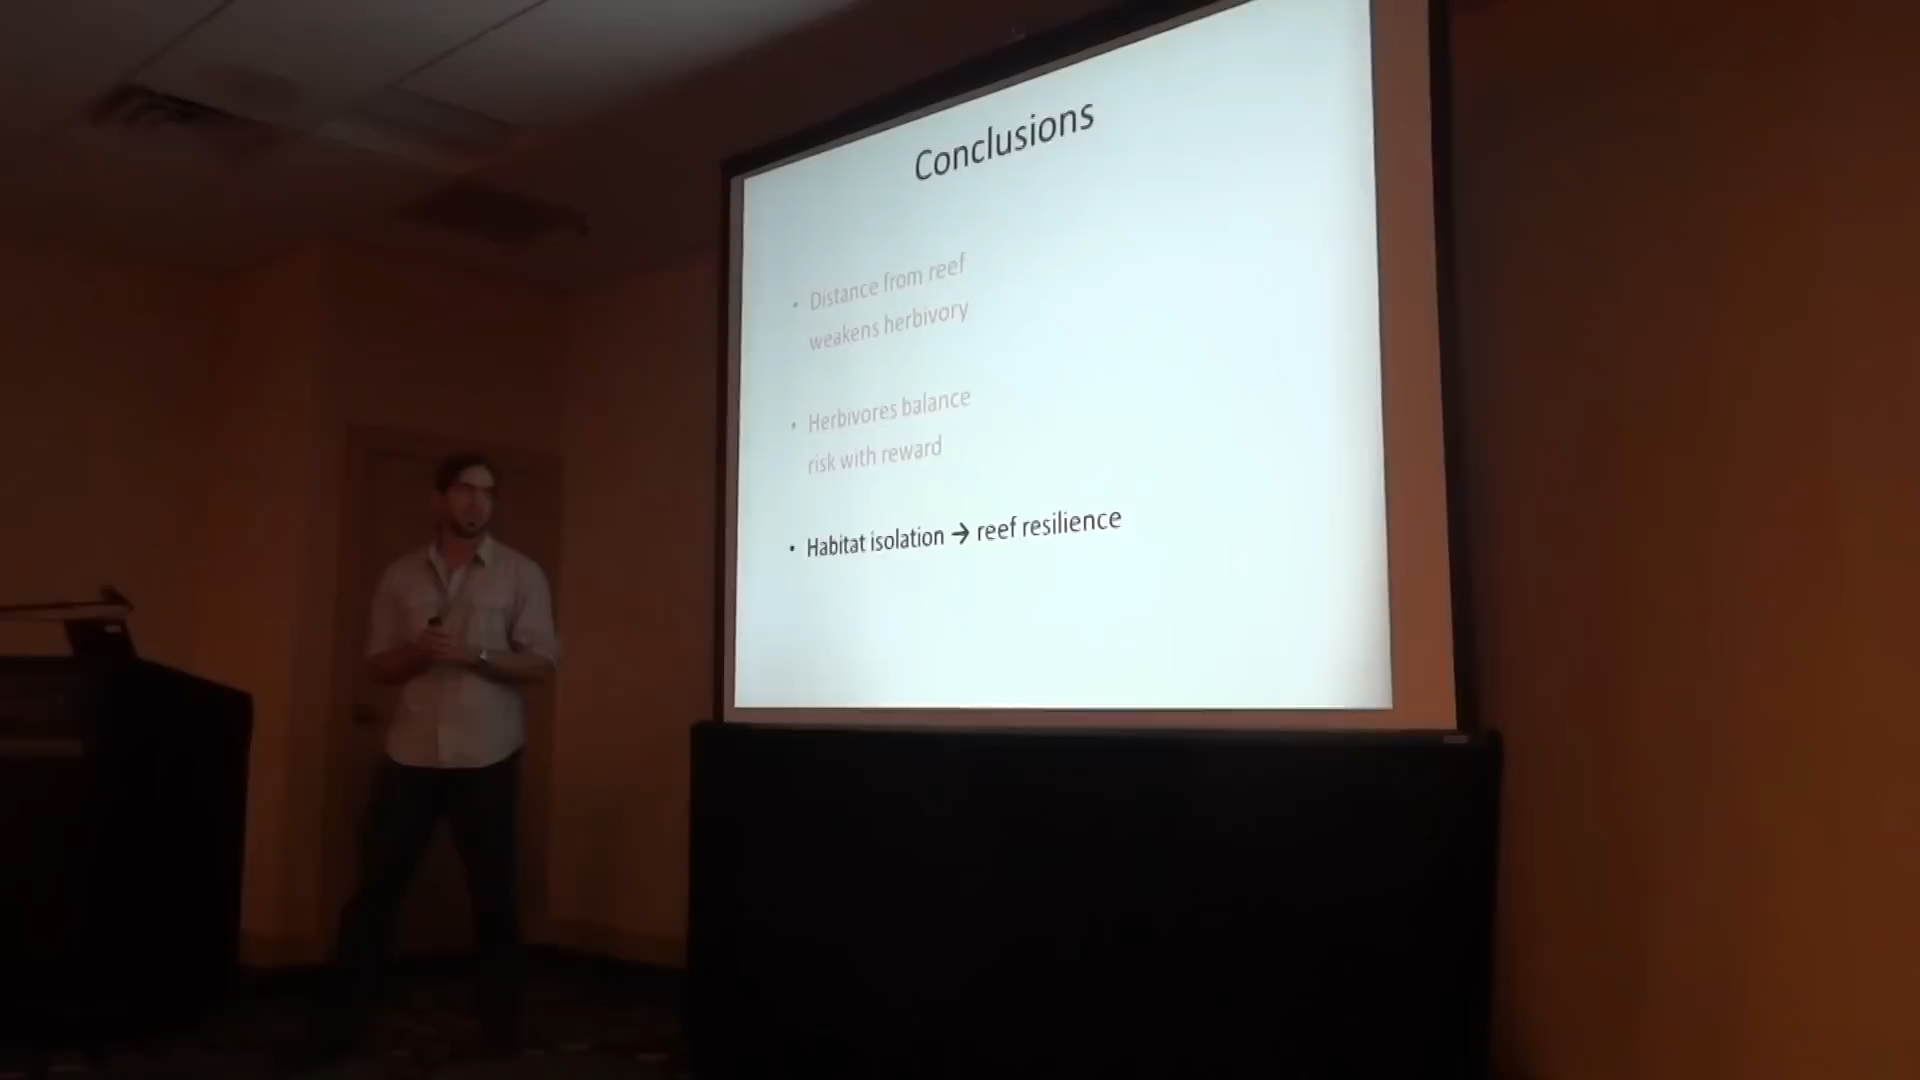 Conclusions
• Distance from reef
weakens herbivory
• Herbivores balance
risk with reward
• Habitat isolation → reef resilience